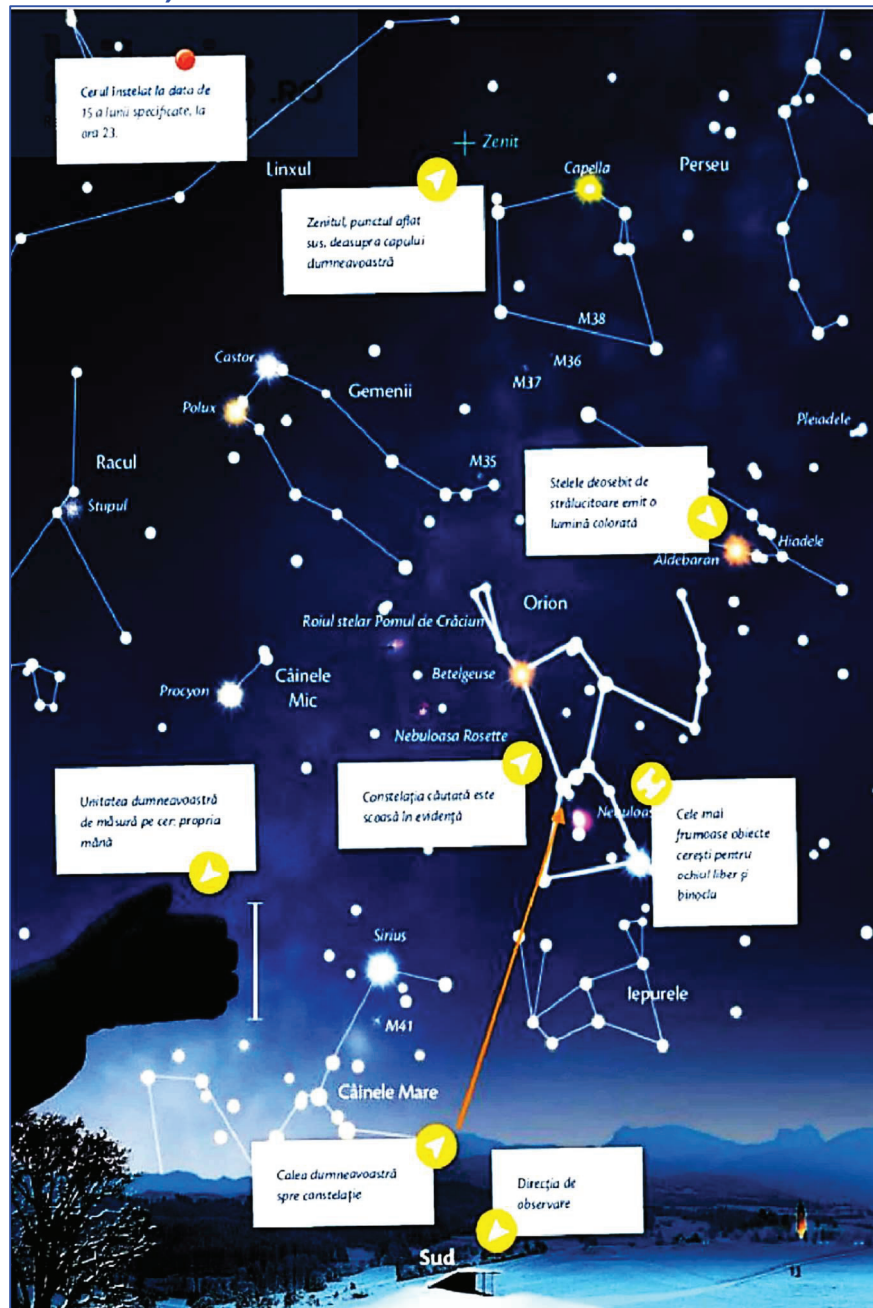 .RO
Cerul înstelat la data de
15 a lunii specificate, la
ora 23.
Zenit
Linxul
Capella
Perseu
Zenitul, punctul aflat
sus, deasupra capului
dumneavoastră
M38
M36
M37
Castor
Gemenii
Polux
Pleiadele
Racul
M35
Stupul
Stelele deosebit de
strălucitoare emit o
lumină colorată
Hiadele
Aldebaran
Orion
Roiul stelar Pomul de Crăciun
Betelgeuse
Câinele
Mic
Procyon
Nebuloasa Rosette
Unitatea dumneavoastră
de măsură pe cer: propria
mână
Constelația căutată este
scoasă în evidență
Nebuloas
Cele mai
frumoase obiecte
cerești pentru
ochiul liber și
binoclu
Sirius
Iepurele
M41
Câinele Mare
Calea dumneavoastră
spre constelație
Direcția de
observare
Sud